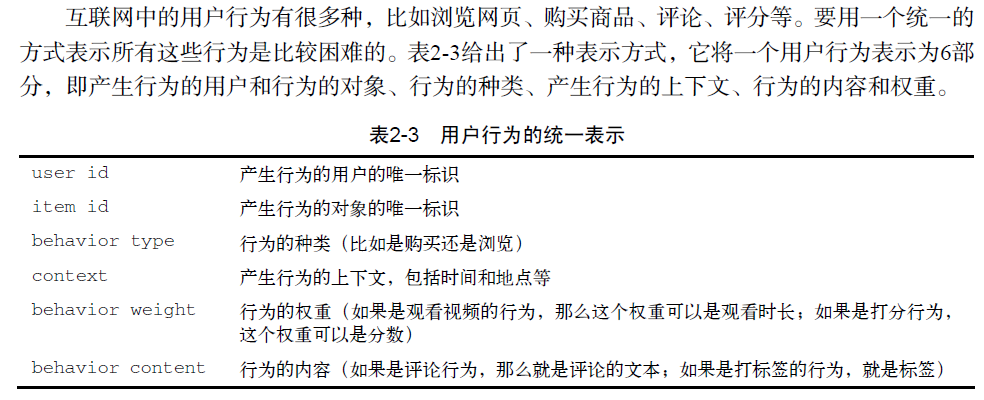 互联网中的用户行为有很多种，比如浏览网页、购买商品、评论、评分等。要用一个统一的
方式表示所有这些行为是比较困难的。表2-3给出了一种表示方式，它将一个用户行为表示为6部
分，即产生行为的用户和行为的对象、行为的种类、产生行为的上下文、行为的内容和权重。
表2-3 用户行为的统一表示
user id 产生行为的用户的唯一标识
item id 产生行为的对象的唯一标识
behavior type 行为的种类（比如是购买还是浏览）
context 产生行为的上下文，包括时间和地点等
behavior weight 行为的权重（如果是观看视频的行为，那么这个权重可以是观看时长；如果是打分行为，
这个权重可以是分数）
behavior content 行为的内容（如果是评论行为，那么就是评论的文本；如果是打标签的行为，就是标签）